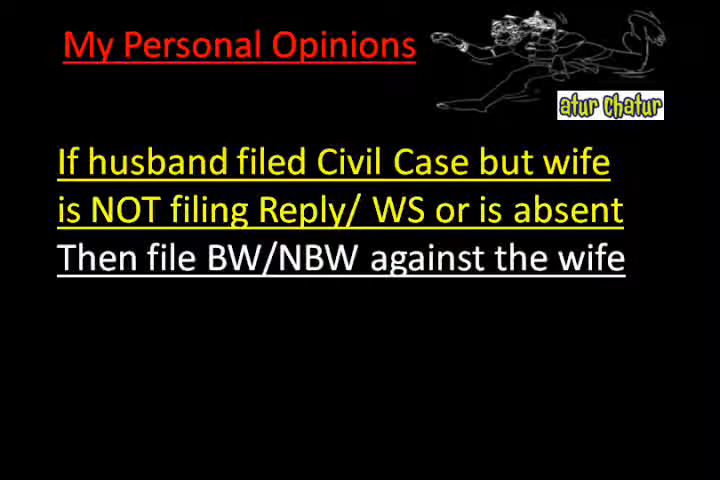 My Personal Opinions
atur chatur
If husband filed Civil Case but wife
is NOT filing Reply/ WS or is absent
Then file BW/NBW against the wife